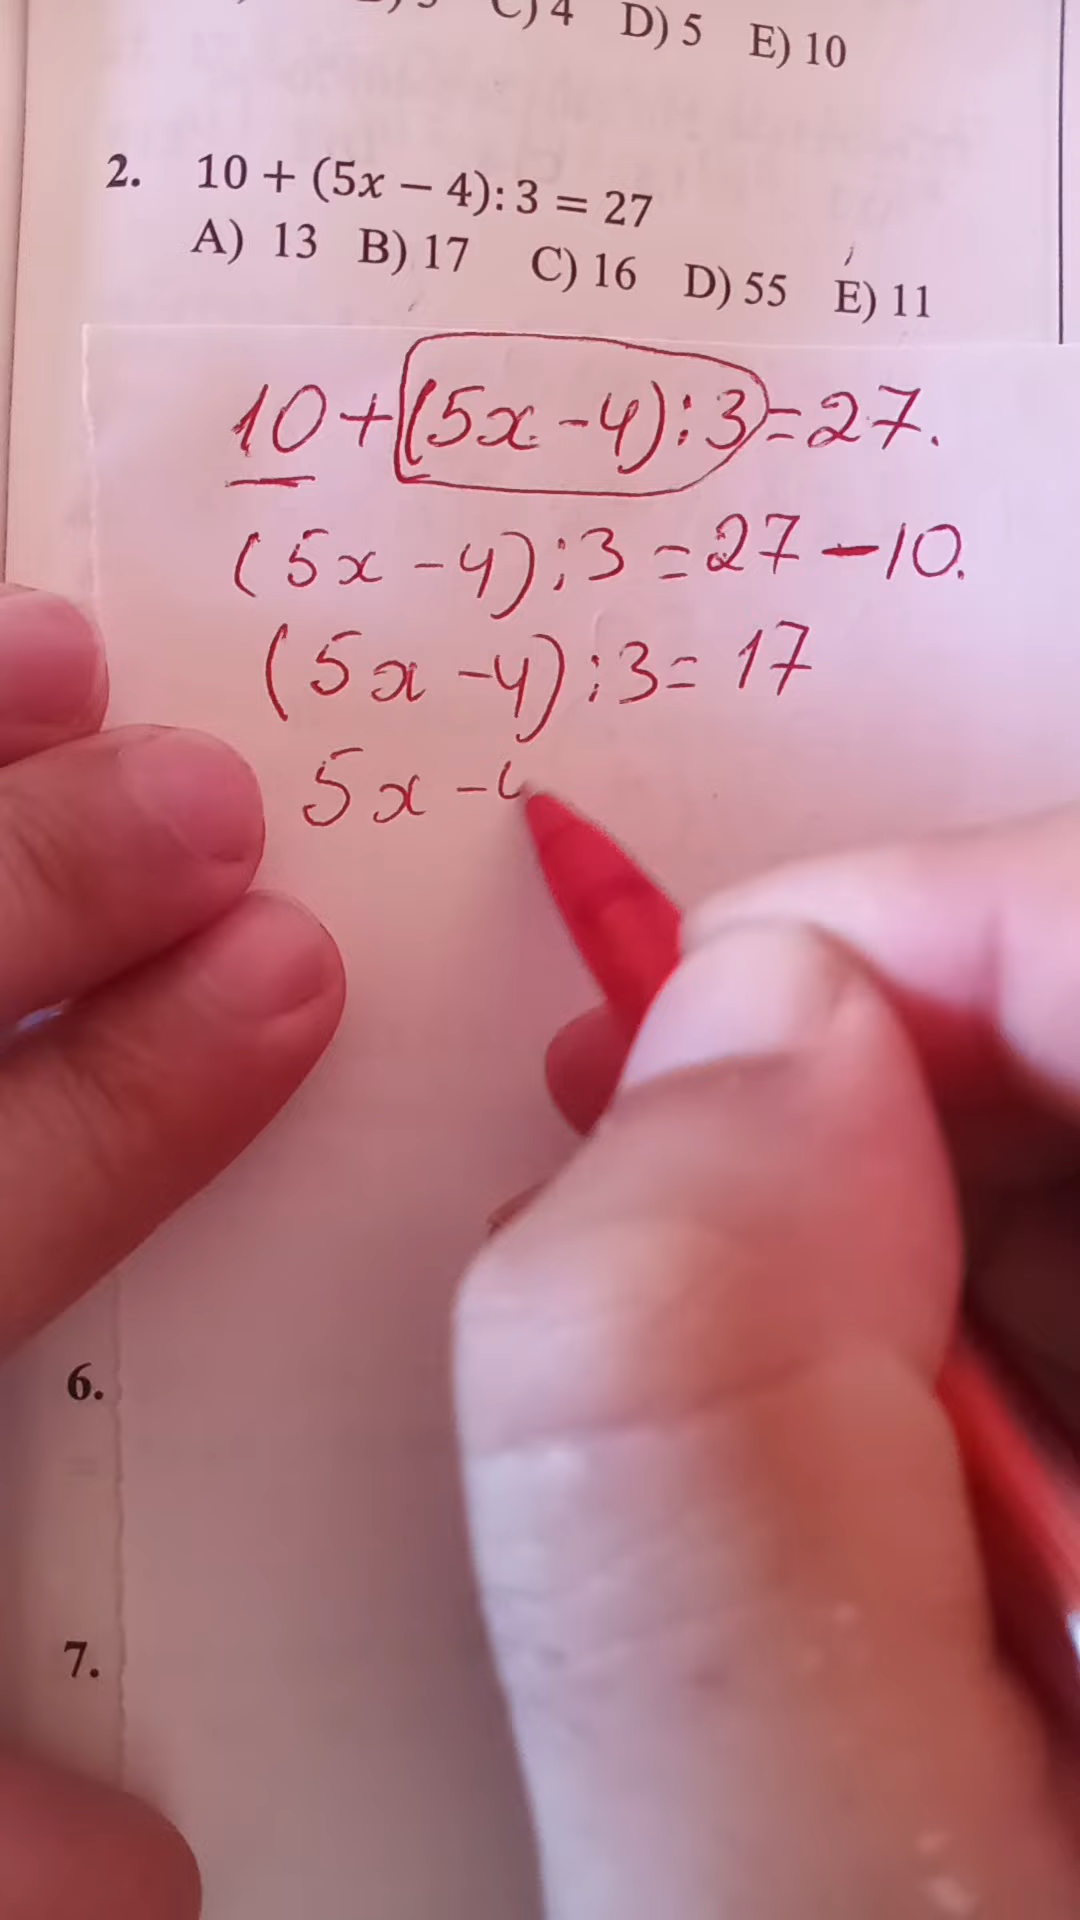 C) 4 D) 5 E) 10
2. 10 + (5x − 4): 3 = 27
A) 13 B) 17 C) 16 D) 55 E) 11
10+(5x-4):3=27.
(5x-4):3=27-10.
(5x-4):3=17
5x-4
6.
7.